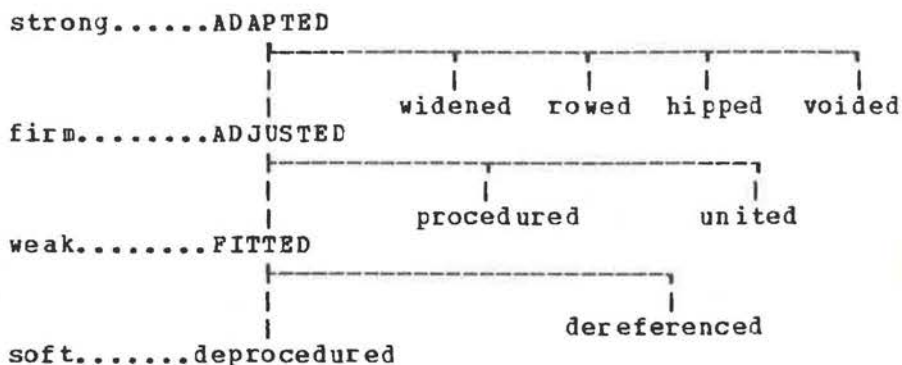 strong......ADAPTED
widened rowed hipped voided
firm........ADJUSTED
procedured united
weak........FITTED
dereferenced
soft.......deprocedured